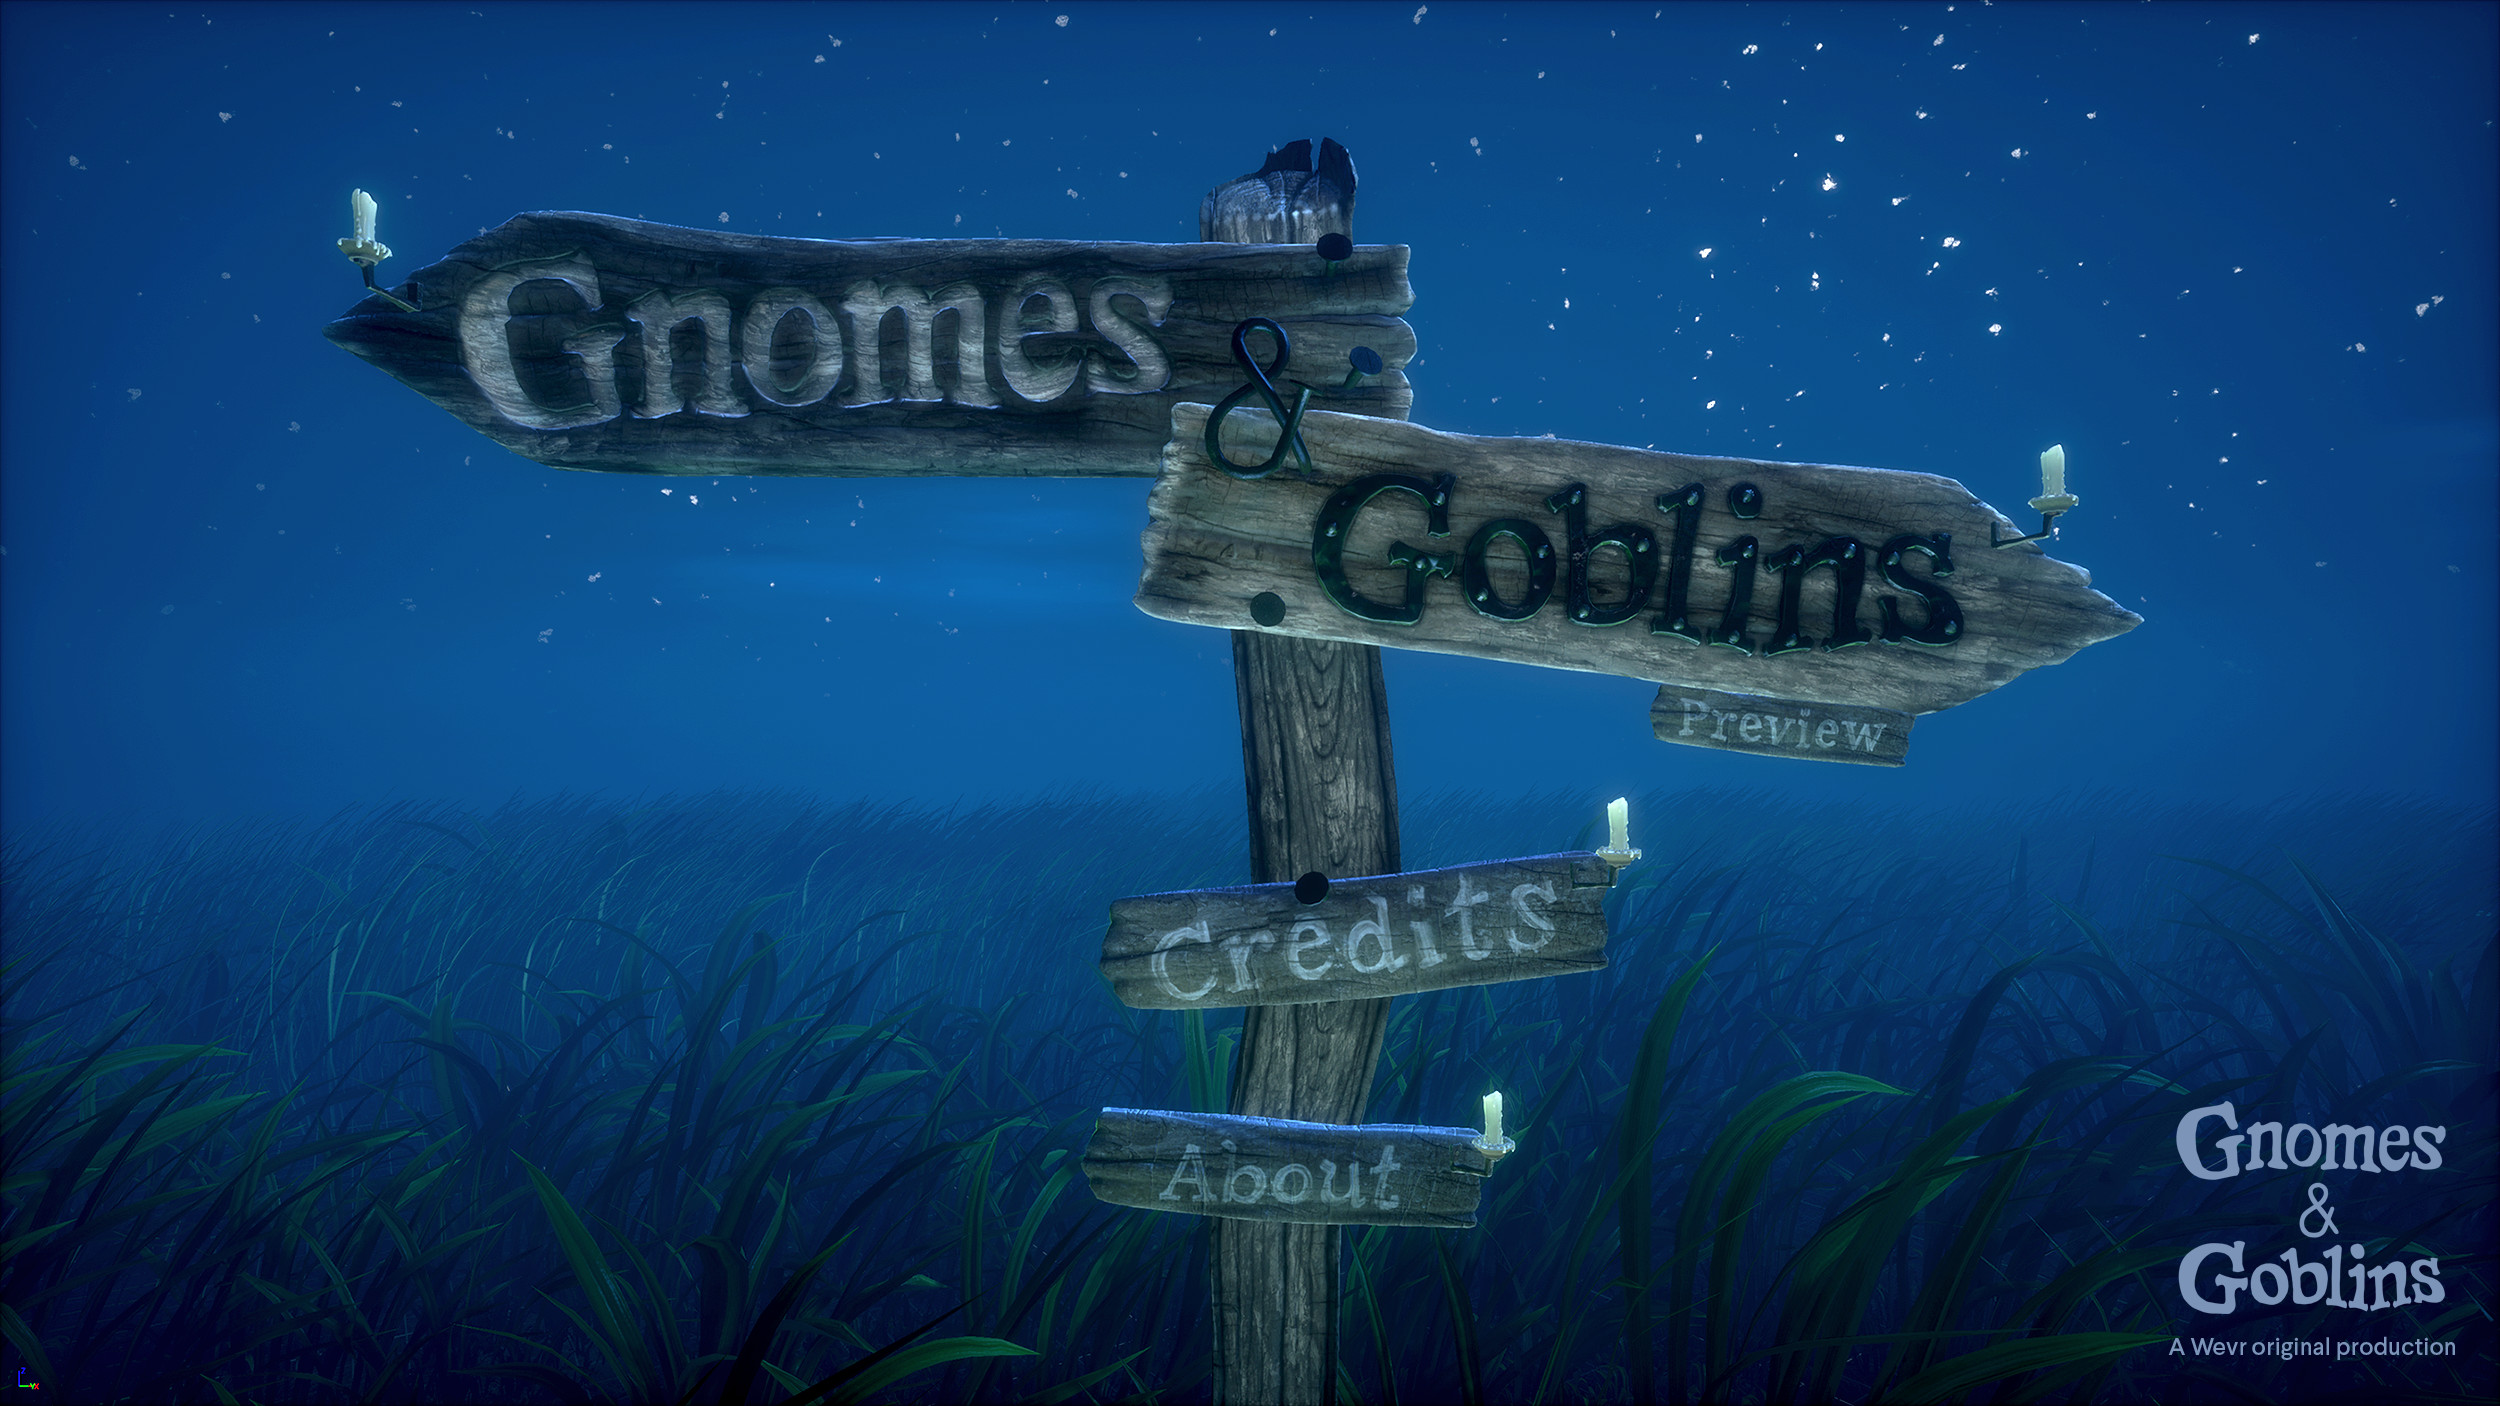 Gnomes
&
Goblins
Preview
Credits
About
Gnomes
&
Goblins
A Wevr original production